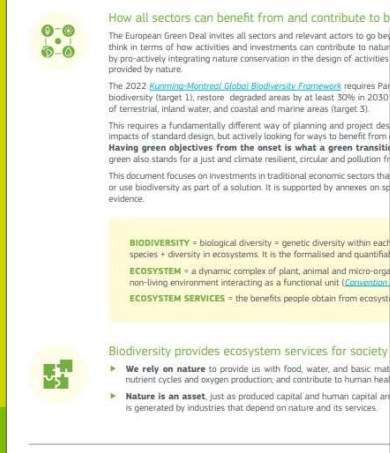 How all sectors can benefit from and contribute to b
The European Green Deal invites all sectors and relevant actors to go bey
think in terms of how activities and investments can contribute to nature
by pro-actively integrating nature conservation in the design of activities
provided by nature.
The 2022 Kunming-Montreal Global Biodiversity Framework requires Par
biodiversity (target 1), restore degraded areas by at least 30% in 2030
of terrestrial, inland water, and coastal and marine areas (target 3).
This requires a fundamentally different way of planning and project des
impacts of standard design, but actively looking for ways to benefit from
Having green objectives from the onset is what a green transiti
green also stands for a just and climate resilient, circular and pollution fr
This document focuses on investments in traditional economic sectors tha
or use biodiversity as part of a solution. It is supported by annexes on sp
evidence.
BIODIVERSITY = biological diversity = genetic diversity within each
species + diversity in ecosystems. It is the formalised and quantifial
ECOSYSTEM = a dynamic complex of plant, animal and micro-orga
non-living environment interacting as a functional unit (Convention
ECOSYSTEM SERVICES = the benefits people obtain from ecosyst
Biodiversity provides ecosystem services for society
▶ We rely on nature to provide us with food, water, and basic mat
nutrient cycles and oxygen production; and contribute to human heal
▶ Nature is an asset, just as produced capital and human capital are
is generated by industries that depend on nature and its services.